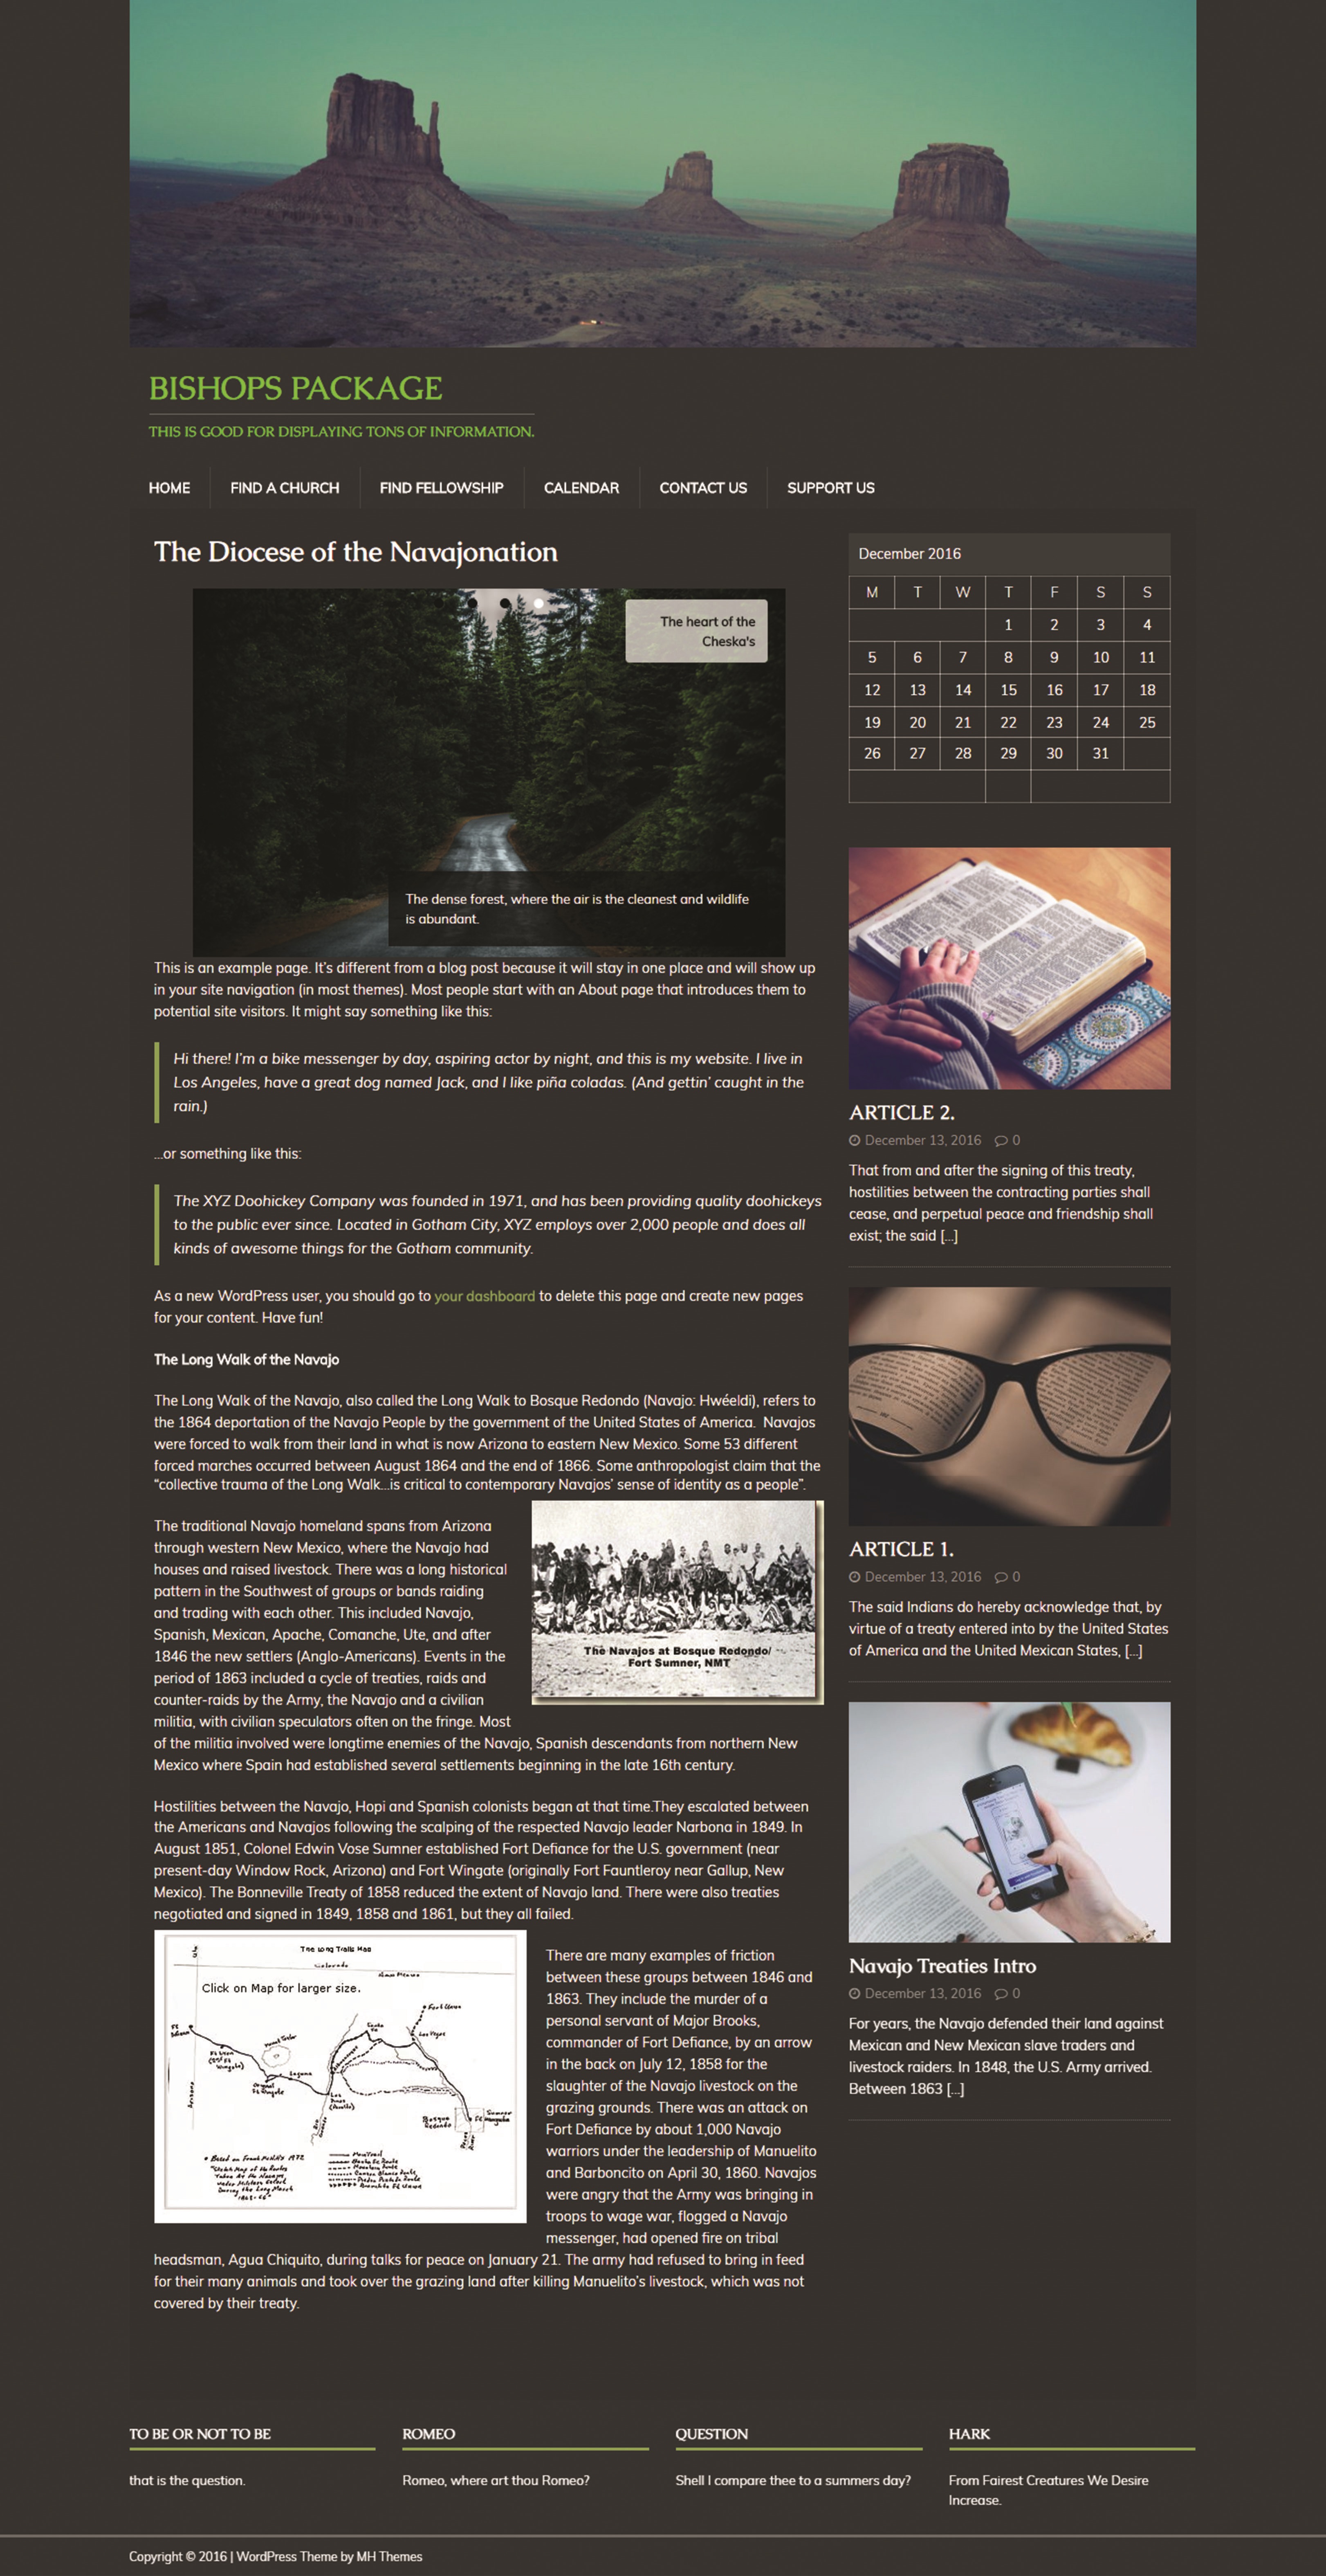 BISHOPS PACKAGE
THIS IS GOOD FOR DISPLAYING TONS OF INFORMATION.
HOME
FIND A CHURCH
FIND FELLOWSHIP
CALENDAR
CONTACT US
SUPPORT US
The Diocese of the Navajonation
The heart of the
Cheska's
The dense forest, where the air is the cleanest and wildlife
is abundant.
This is an example page. It's different from a blog post because it will stay in one place and will show up
in your site navigation (in most themes). Most people start with an About page that introduces them to
potential site visitors. It might say something like this:
Hi there! I'm a bike messenger by day, aspiring actor by night, and this is my website. I live in
Los Angeles, have a great dog named Jack, and I like piña coladas. (And gettin' caught in the
rain.)
...or something like this:
The XYZ Doohickey Company was founded in 1971, and has been providing quality doohickeys
to the public ever since. Located in Gotham City, XYZ employs over 2,000 people and does all
kinds of awesome things for the Gotham community.
As a new WordPress user, you should go to your dashboard to delete this page and create new pages
for your content. Have fun!
The Long Walk of the Navajo
The Long Walk of the Navajo, also called the Long Walk to Bosque Redondo (Navajo: Hwéeldi), refers to
the 1864 deportation of the Navajo People by the government of the United States of America.  Navajos
were forced to walk from their land in what is now Arizona to eastern New Mexico. Some 53 different
forced marches occurred between August 1864 and the end of 1866. Some anthropologist claim that the
"collective trauma of the Long Walk...is critical to contemporary Navajos' sense of identity as a people".
The traditional Navajo homeland spans from Arizona
through western New Mexico, where the Navajo had
houses and raised livestock. There was a long historical
pattern in the Southwest of groups or bands raiding
and trading with each other. This included Navajo,
Spanish, Mexican, Apache, Comanche, Ute, and after
1846 the new settlers (Anglo-Americans). Events in the
period of 1863 included a cycle of treaties, raids and
counter-raids by the Army, the Navajo and a civilian
militia, with civilian speculators often on the fringe. Most
of the militia involved were longtime enemies of the Navajo, Spanish descendants from northern New
Mexico where Spain had established several settlements beginning in the late 16th century.
The Navajos at Bosque Redondo/
Fort Sumner, NMT
Hostilities between the Navajo, Hopi and Spanish colonists began at that time.They escalated between
the Americans and Navajos following the scalping of the respected Navajo leader Narbona in 1849. In
August 1851, Colonel Edwin Vose Sumner established Fort Defiance for the U.S. government (near
present-day Window Rock, Arizona) and Fort Wingate (originally Fort Fauntleroy near Gallup, New
Mexico). The Bonneville Treaty of 1858 reduced the extent of Navajo land. There were also treaties
negotiated and signed in 1849, 1858 and 1861, but they all failed.
The Long Trails Map
Colorado
New Mexico
Click on Map for larger size.
Las Vegas
Laguna
Bosque
Redondo
There are many examples of friction
between these groups between 1846 and
1863. They include the murder of a
personal servant of Major Brooks,
commander of Fort Defiance, by an arrow
in the back on July 12, 1858 for the
slaughter of the Navajo livestock on the
grazing grounds. There was an attack on
Fort Defiance by about 1,000 Navajo
warriors under the leadership of Manuelito
and Barboncito on April 30, 1860. Navajos
were angry that the Army was bringing in
troops to wage war, flogged a Navajo
messenger, had opened fire on tribal
headsman, Agua Chiquito, during talks for peace on January 21. The army had refused to bring in feed
for their many animals and took over the grazing land after killing Manuelito's livestock, which was not
covered by their treaty.
December 2016
M T W T F S S
1 2 3 4
5 6 7 8 9 10 11
12 13 14 15 16 17 18
19 20 21 22 23 24 25
26 27 28 29 30 31
ARTICLE 2.
December 13, 2016 0
That from and after the signing of this treaty,
hostilities between the contracting parties shall
cease, and perpetual peace and friendship shall
exist; the said [...]
ARTICLE 1.
December 13, 2016 0
The said Indians do hereby acknowledge that, by
virtue of a treaty entered into by the United States
of America and the United Mexican States, [...]
Navajo Treaties Intro
December 13, 2016 0
For years, the Navajo defended their land against
Mexican and New Mexican slave traders and
livestock raiders. In 1848, the U.S. Army arrived.
Between 1863 [...]
TO BE OR NOT TO BE
that is the question.
ROMEO
Romeo, where art thou Romeo?
QUESTION
Shell I compare thee to a summers day?
HARK
From Fairest Creatures We Desire
Increase.
Copyright © 2016 | WordPress Theme by MH Themes